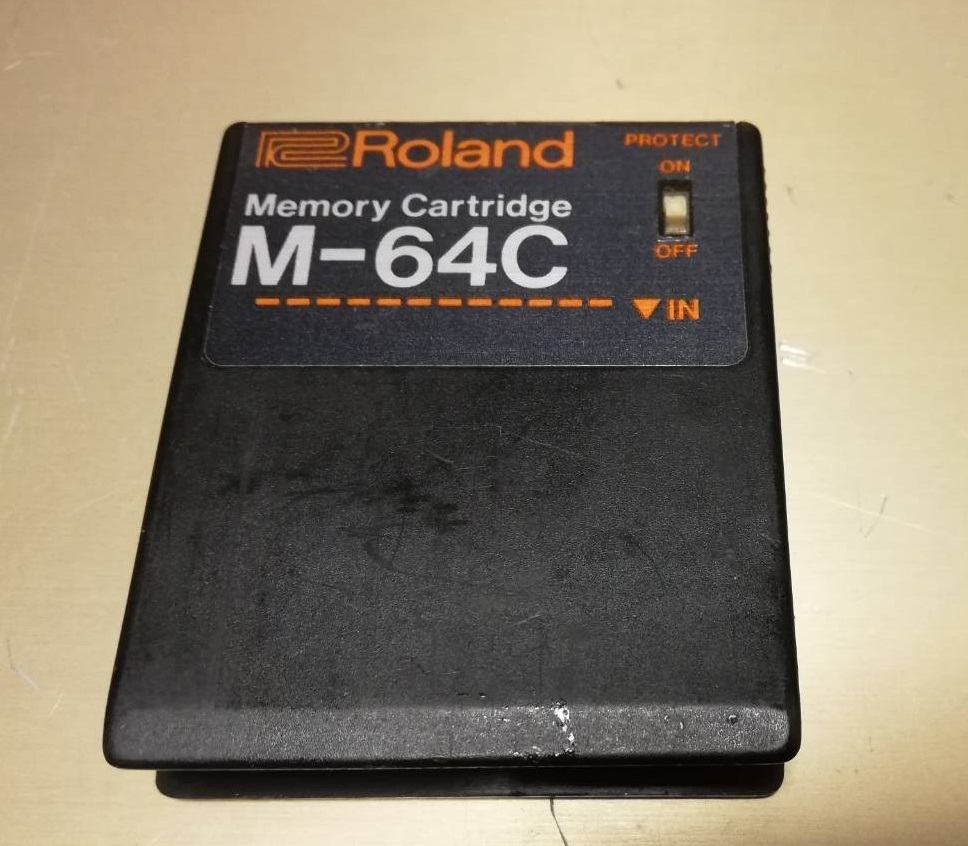 Roland
PROTECT
ON
OFF
Memory Cartridge
M-64C
▼IN